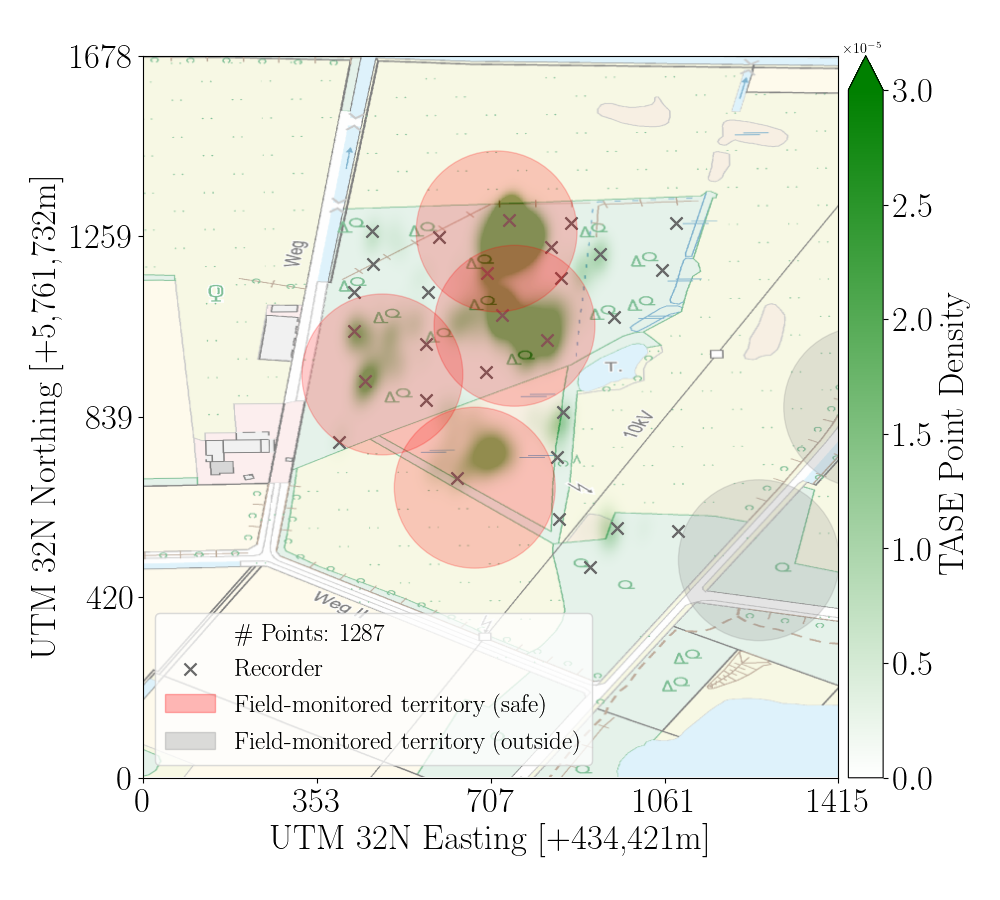 ×10⁻⁵
1678
1259
839
420
0
UTM 32N Northing [+5,761,732m]
Weg
T.
10kV
# Points: 1287
Recorder
Field-monitored territory (safe)
Field-monitored territory (outside)
0
353
707
1061
1415
UTM 32N Easting [+434,421m]
3.0
2.5
2.0
1.5
1.0
0.5
0.0
TASE Point Density